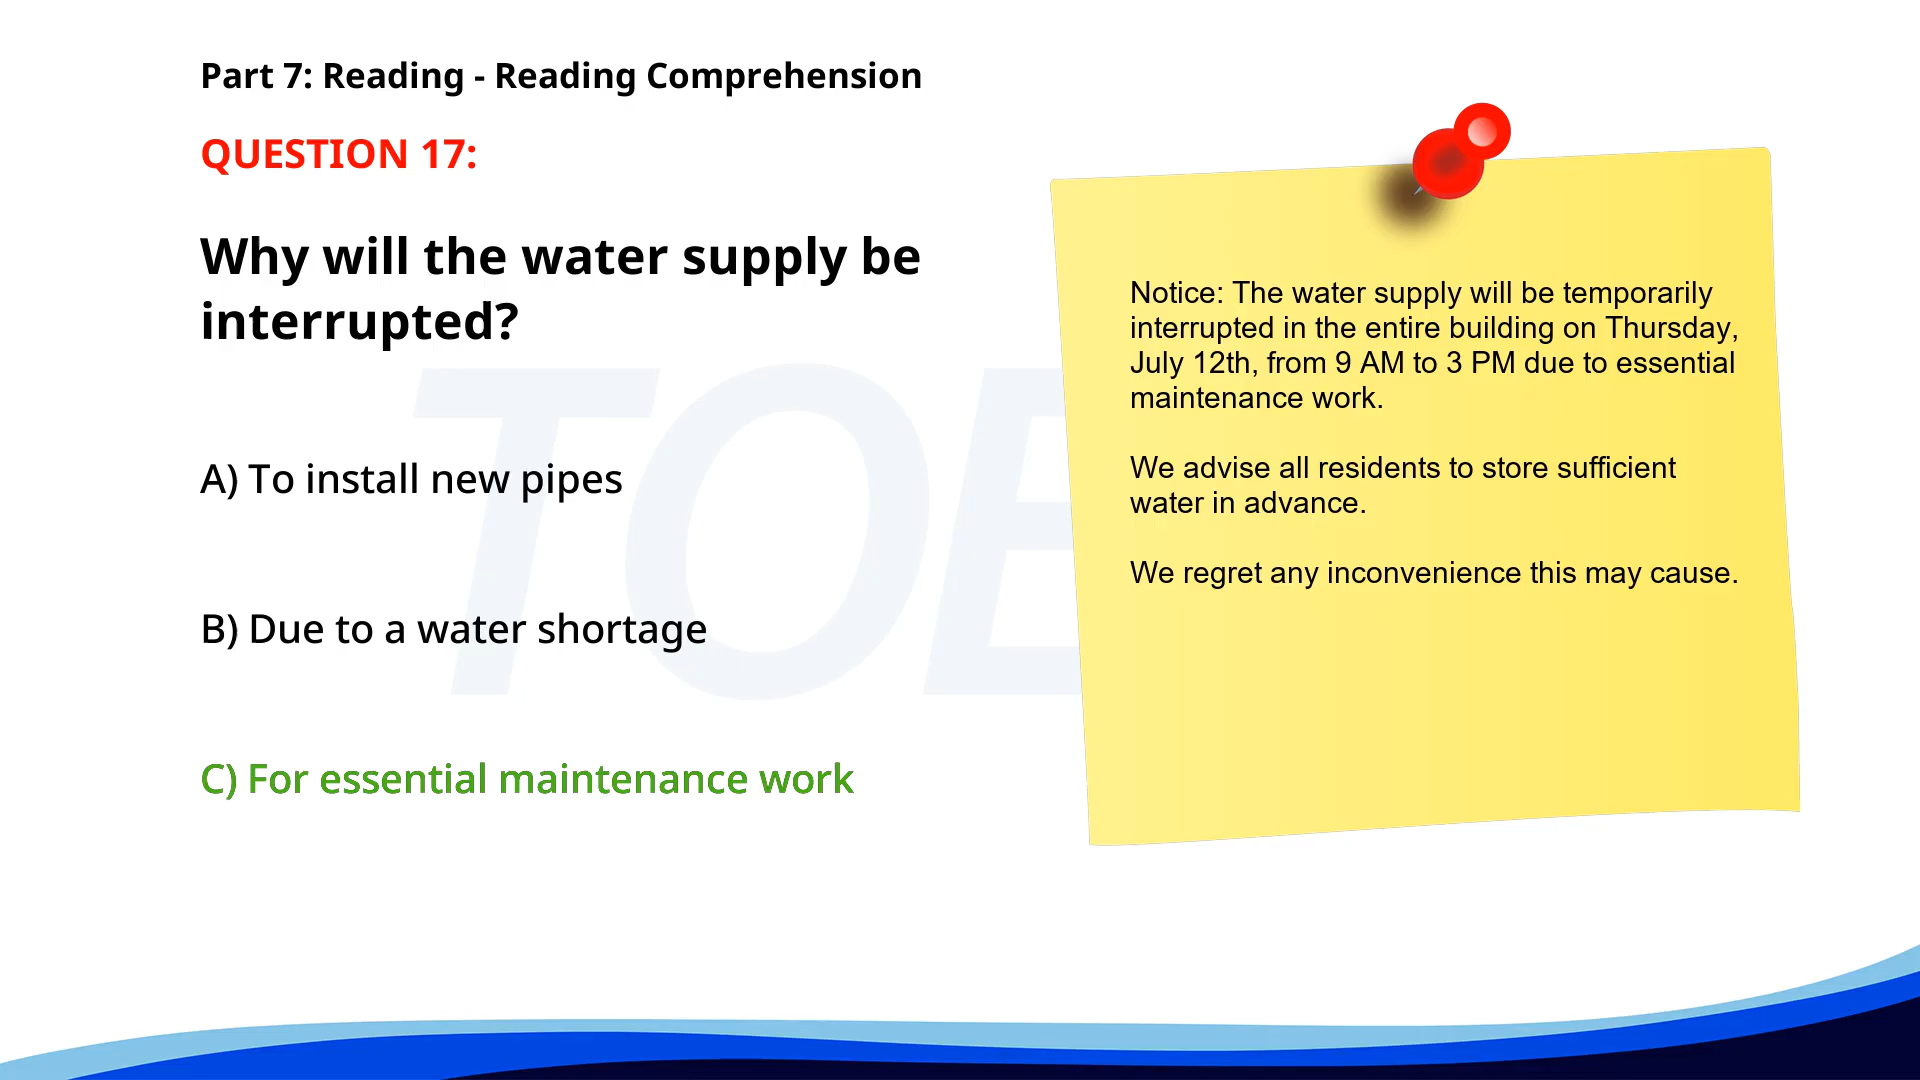 Part 7: Reading - Reading Comprehension
QUESTION 17:
Why will the water supply be
interrupted?
A) To install new pipes
B) Due to a water shortage
C) For essential maintenance work
Notice: The water supply will be temporarily
interrupted in the entire building on Thursday,
July 12th, from 9 AM to 3 PM due to essential
maintenance work.
We advise all residents to store sufficient
water in advance.
We regret any inconvenience this may cause.
TOE